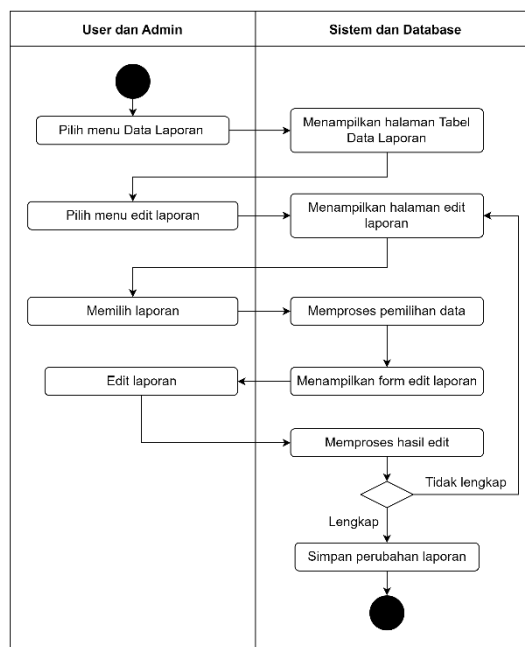 User dan Admin
Sistem dan Database
Pilih menu Data Laporan
Menampilkan halaman Tabel
Data Laporan
Pilih menu edit laporan
Menampilkan halaman edit
laporan
Memilih laporan
Memproses pemilihan data
Edit laporan
Menampilkan form edit laporan
Memproses hasil edit
Tidak lengkap
Lengkap
Simpan perubahan laporan